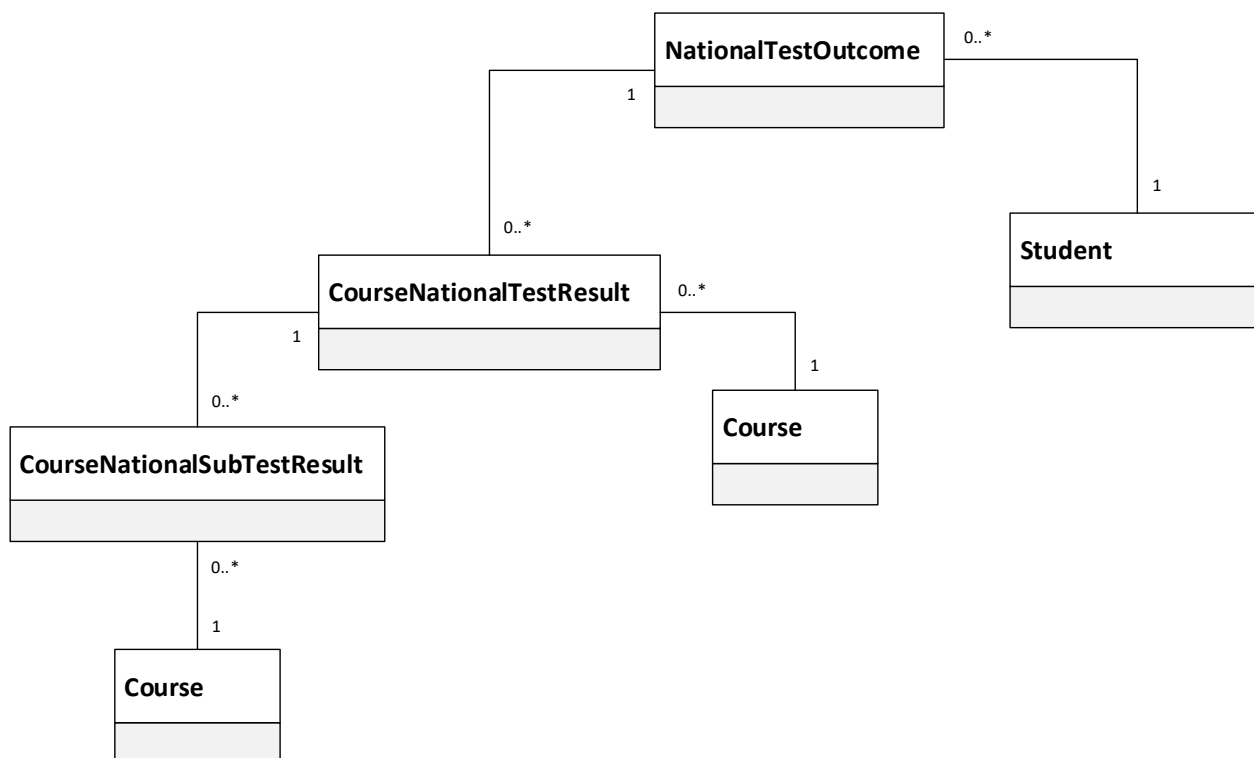 NationalTestOutcome
0..*
1
1
0..*
Student
CourseNationalTestResult
0..*
1
1
0..*
Course
CourseNationalSubTestResult
0..*
1
Course